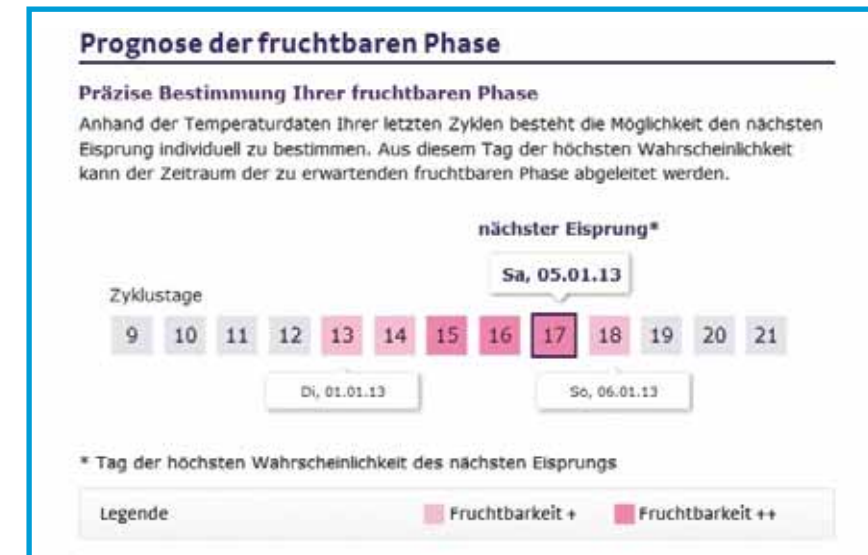 Prognose der fruchtbaren Phase
Präzise Bestimmung Ihrer fruchtbaren Phase
Anhand der Temperaturdaten Ihrer letzten Zyklen besteht die Möglichkeit den nächsten
Eisprung individuell zu bestimmen. Aus diesem Tag der höchsten Wahrscheinlichkeit
kann der Zeitraum der zu erwartenden fruchtbaren Phase abgeleitet werden.
nächster Eisprung*
Sa, 05.01.13
Zyklustage
9 10 11 12 13 14 15 16 17 18 19 20 21
Di, 01.01.13 So, 06.01.13
* Tag der höchsten Wahrscheinlichkeit des nächsten Eisprungs
Legende Fruchtbarkeit + Fruchtbarkeit ++